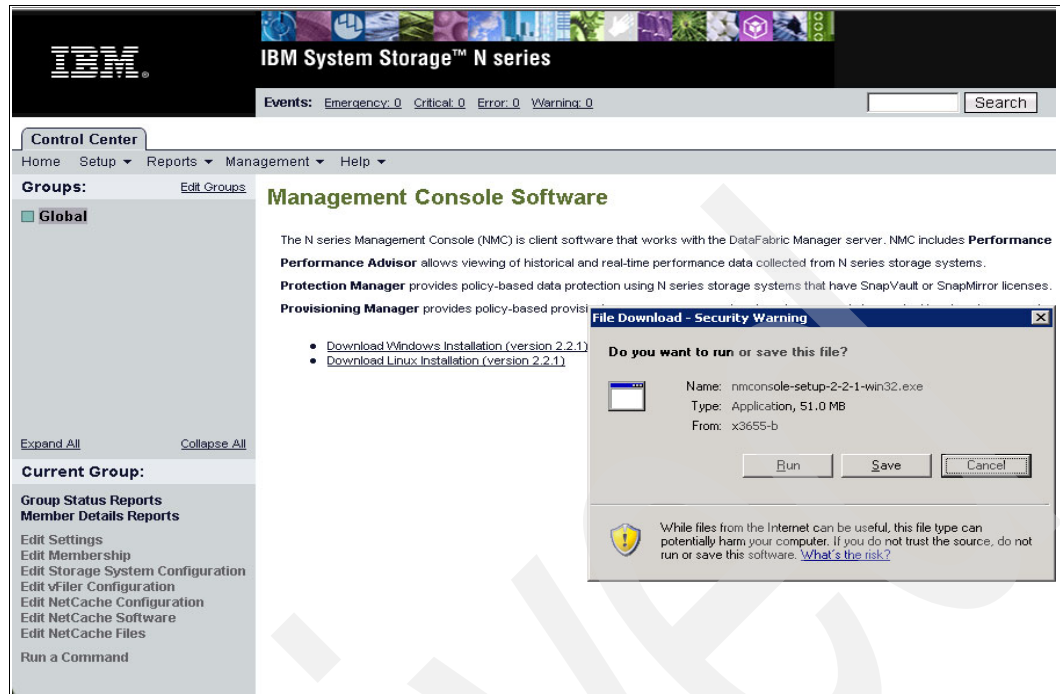 IBM®
IBM System Storage™ N series
Events: Emergency: 0 Critical: 0 Error: 0 Warning: 0
Search
Control Center
Home Setup Reports Management Help
Groups: Edit Groups
Global
Expand All Collapse All
Current Group:
Group Status Reports
Member Details Reports
Edit Settings
Edit Membership
Edit Storage System Configuration
Edit vFiler Configuration
Edit NetCache Configuration
Edit NetCache Software
Edit NetCache Files
Run a Command
Management Console Software
The N series Management Console (NMC) is client software that works with the DataFabric Manager server. NMC includes Performance
Performance Advisor allows viewing of historical and real-time performance data collected from N series storage systems.
Protection Manager provides policy-based data protection using N series storage systems that have SnapVault or SnapMirror licenses.
Provisioning Manager provides policy-based
Download Windows Installation (version 2.2.1)
Download Linux Installation (version 2.2.1)
File Download - Security Warning
Do you want to run or save this file?
Name: nmconsole-setup-2-2-1-win32.exe
Type: Application, 51.0 MB
From: x3655-b
Run Save Cancel
While files from the Internet can be useful, this file type can
potentially harm your computer. If you do not trust the source, do not
run or save this software. What's the risk?